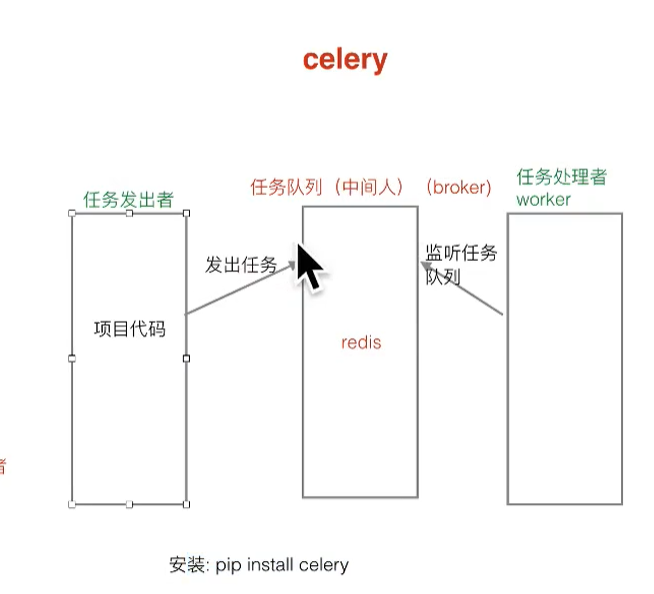 celery
任务发出者
任务队列（中间人）（broker)
任务处理者
worker
发出任务
监听任务
队列
项目代码
redis
者
安装: pip install celery